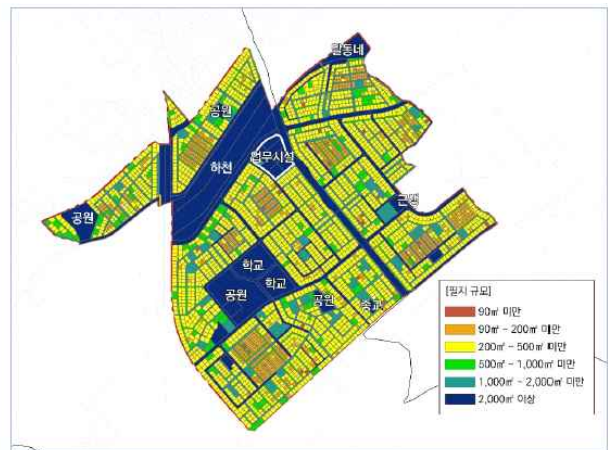 달동네
공원
업무시설
하천
공원
근생
학교
학교
공원
공원
종교
[필지 규모]
90㎡ 미만
90㎡ - 200㎡ 미만
200㎡ - 500㎡ 미만
500㎡ - 1,000㎡ 미만
1,000㎡ - 2,000㎡ 미만
2,000㎡ 이상